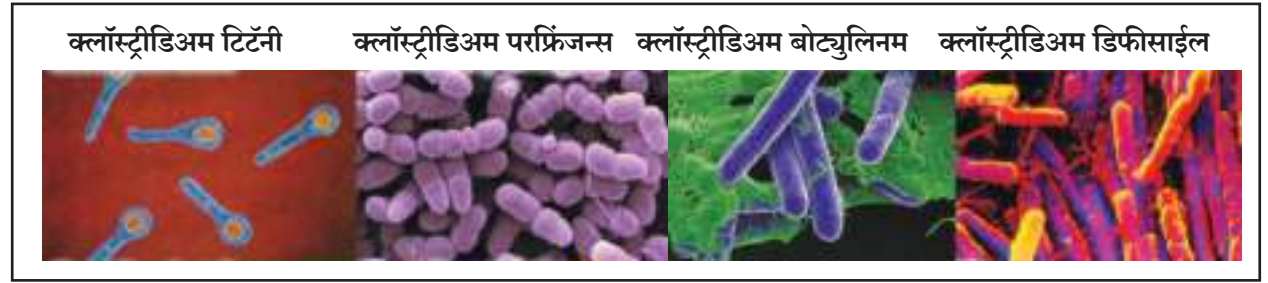 क्लॉस्ट्रीडिअम टिटॅनी क्लॉस्ट्रीडिअम परफ्रिंजन्स क्लॉस्ट्रीडिअम बोट्युलिनम क्लॉस्ट्रीडिअम डिफीसाईल